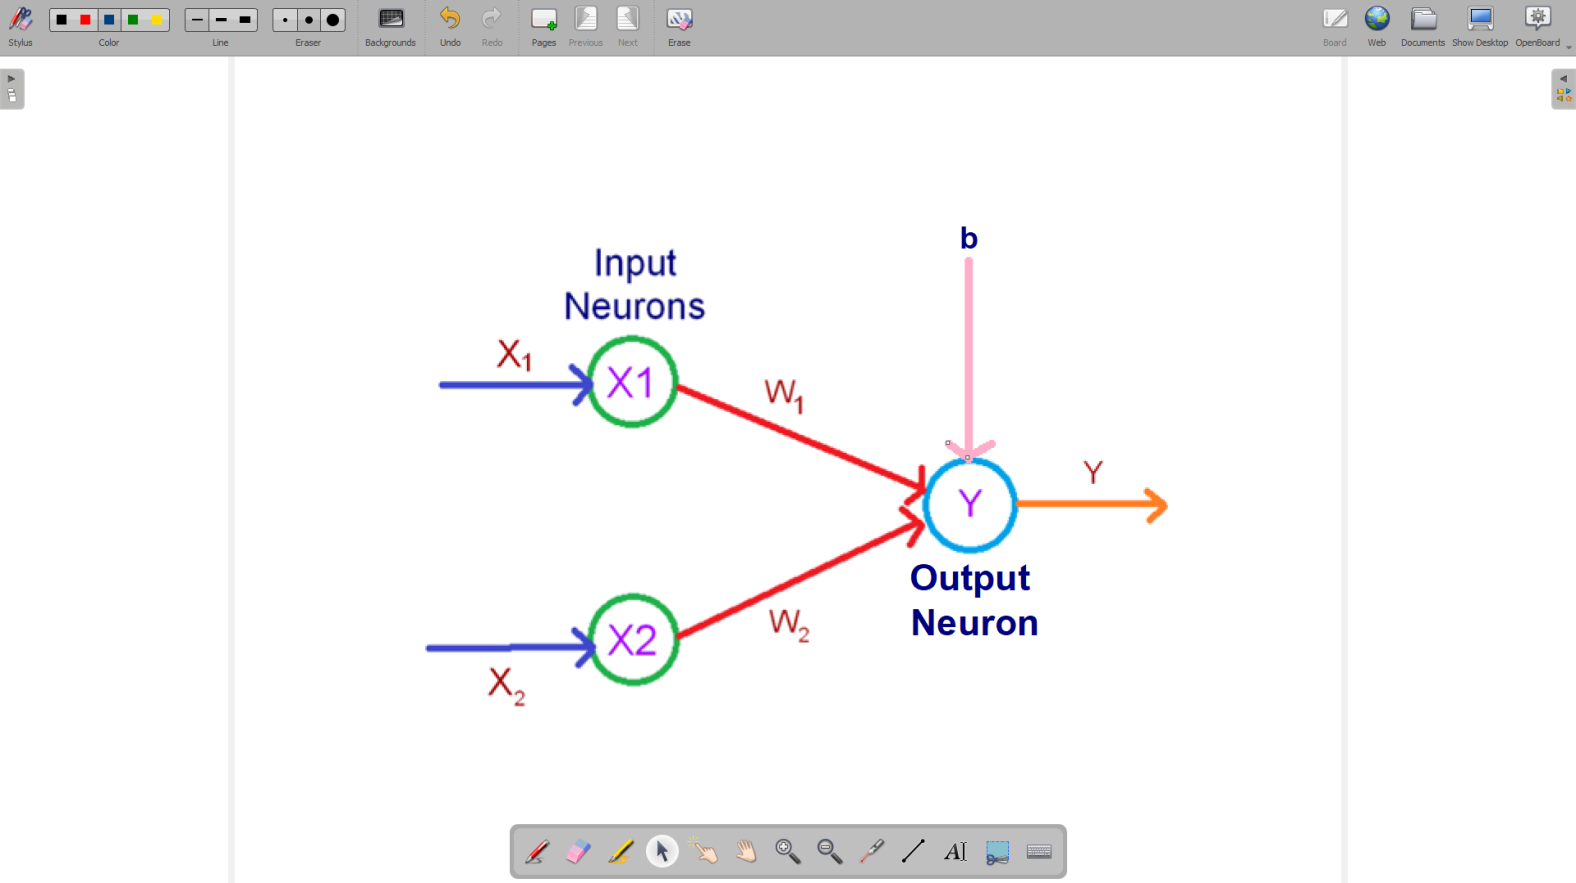 Stylus
Color
Line
Eraser
Backgrounds
Undo
Redo
Pages
Previous
Next
Erase
Board
Web
Documents
Show Desktop
OpenBoard
b
Input
Neurons
X1
X1
W1
Y
Y
Output
Neuron
X2
W2
X2
AI